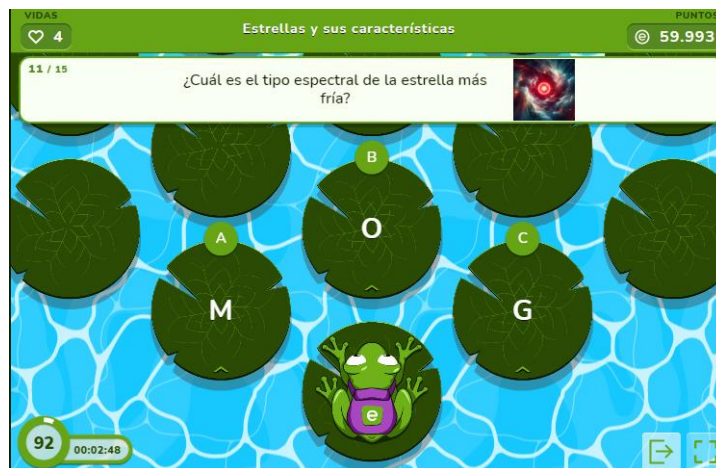 VIDAS
4
Estrellas y sus características
PUNTOS
59.993
11 / 15
¿Cuál es el tipo espectral de la estrella más
fría?
B
O
A
M
C
G
e
92
00:02:48